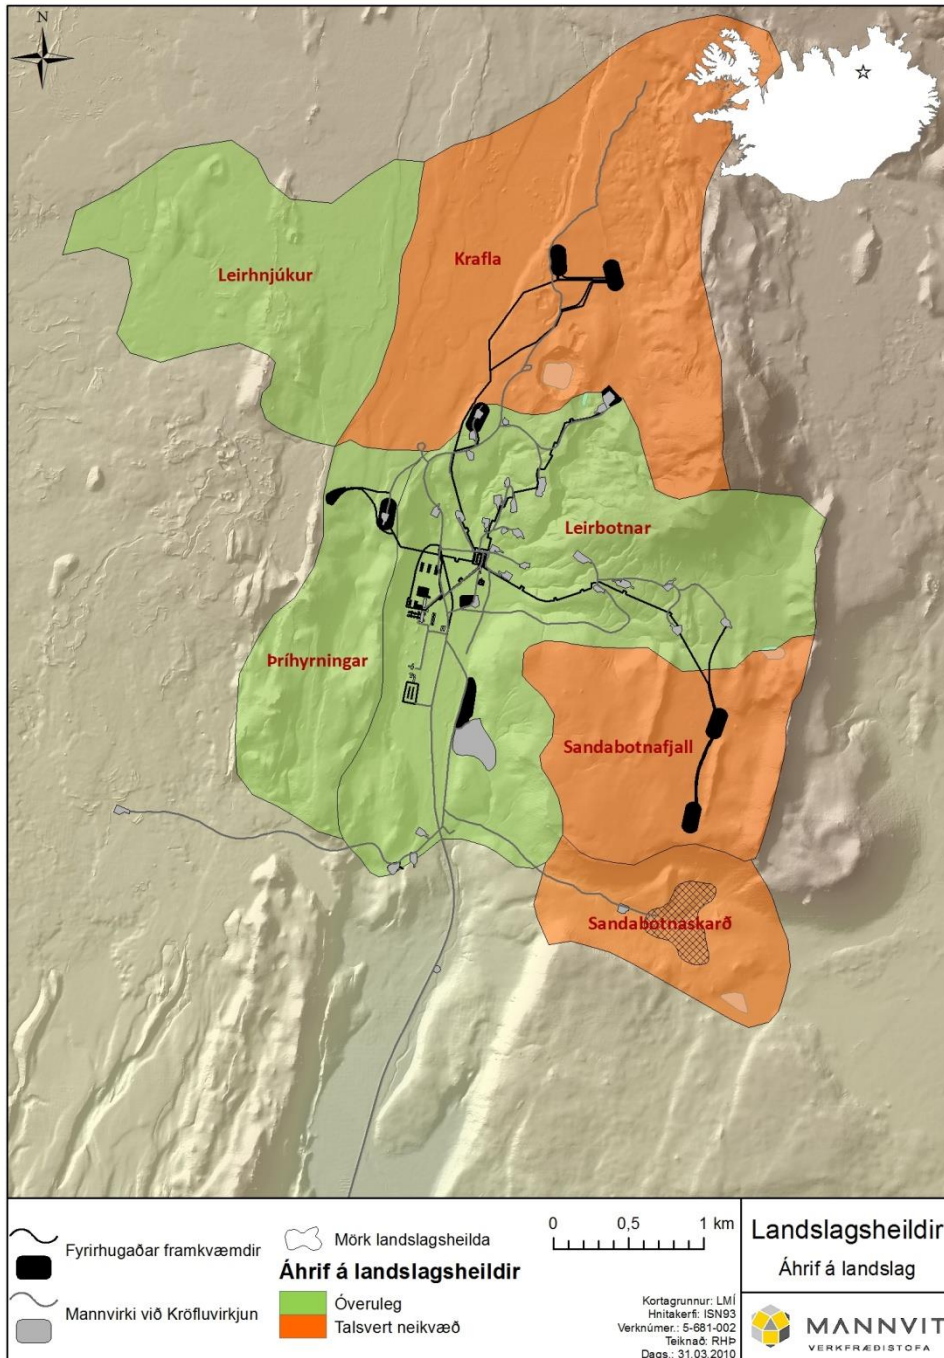 N
Leirhnjúkur
Krafla
Leirbotnar
Þríhyrningar
Sandabotnafjall
Sandabotnaskarð
Fyrirhugaðar framkvæmdir
Mannvirki við Kröfluvirkjun
Mörk landslagsheilda
Áhrif á landslagsheildir
Óveruleg
Talsvert neikvæð
0 0,5 1 km
Kortagrunnur: LMÍ
Hnitakerfi: ISN93
Verknúmer.: 5-681-002
Teiknað: RHÞ
Dags.: 31.03.2010
Landslagsheildir
Áhrif á landslag
MANNVIT
VERKFRÆÐISTOFA